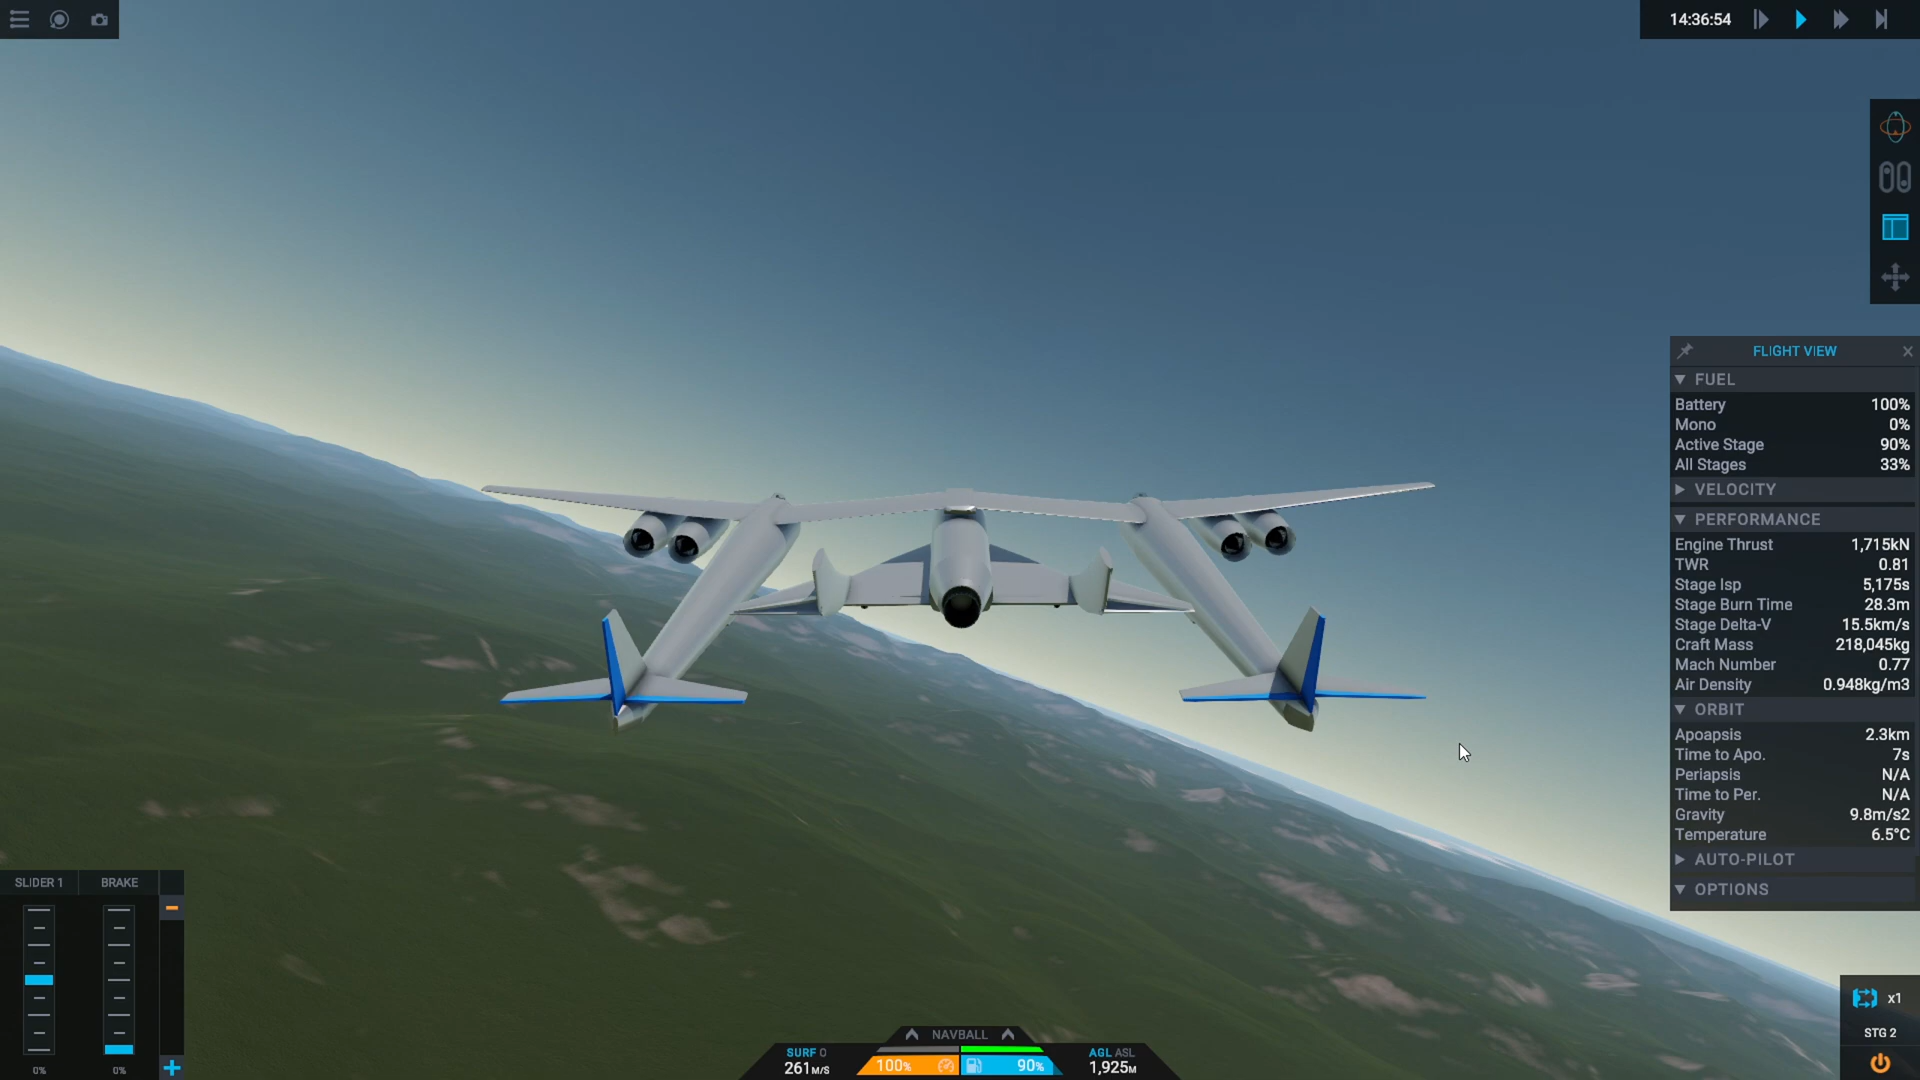 14:36:54
FLIGHT VIEW
FUEL
Battery 100%
Mono 0%
Active Stage 90%
All Stages 33%
VELOCITY
PERFORMANCE
Engine Thrust 1,715kN
TWR 0.81
Stage Isp 5,175s
Stage Burn Time 28.3m
Stage Delta-V 15.5km/s
Craft Mass 218,045kg
Mach Number 0.77
Air Density 0.948kg/m3
ORBIT
Apoapsis 2.3km
Time to Apo. 7s
Periapsis N/A
Time to Per. N/A
Gravity 9.8m/s2
Temperature 6.5°C
AUTO-PILOT
OPTIONS
SLIDER 1 BRAKE
0% 0%
NAVBALL
SURF O AGL ASL
261M/S 100% 90% 1,925M
x1
STG 2